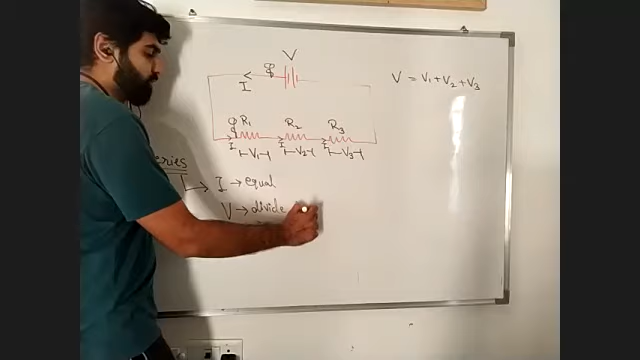 V
V = V₁ + V₂ + V₃
I
R₁ R₂ R₃
I I I
V₁ V₂ V₃
eries
I → equal
V → divide